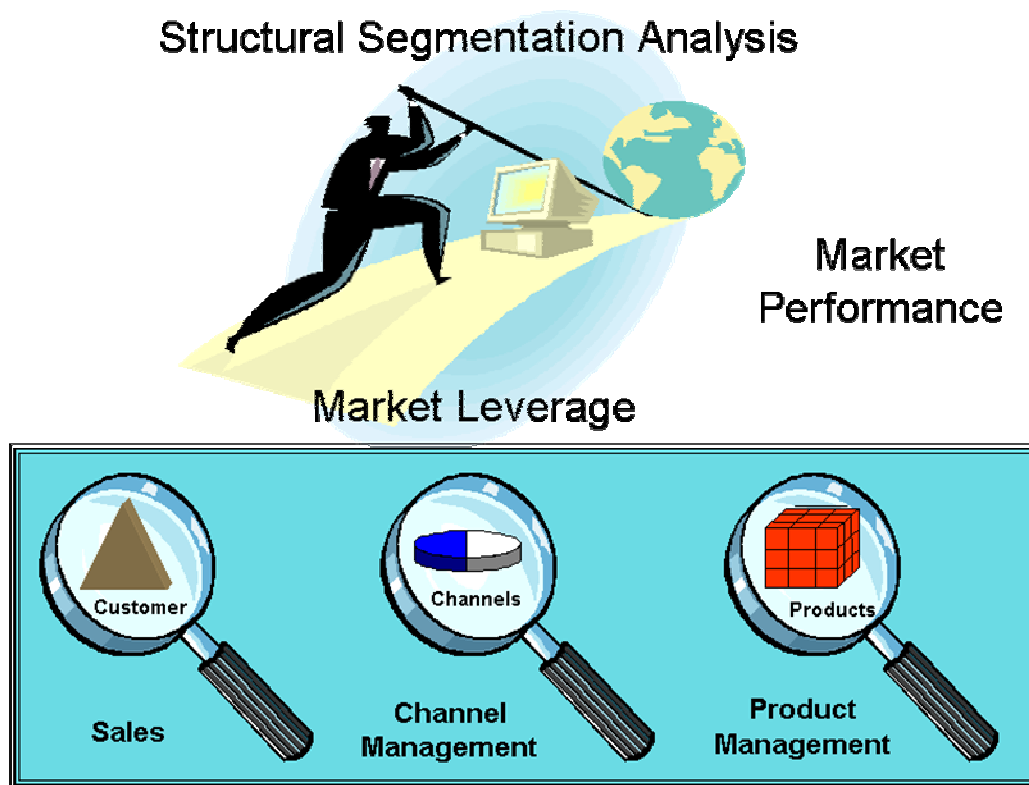 Structural Segmentation Analysis
Market
Performance
Market Leverage
Customer
Channels
Products
Sales
Channel
Management
Product
Management